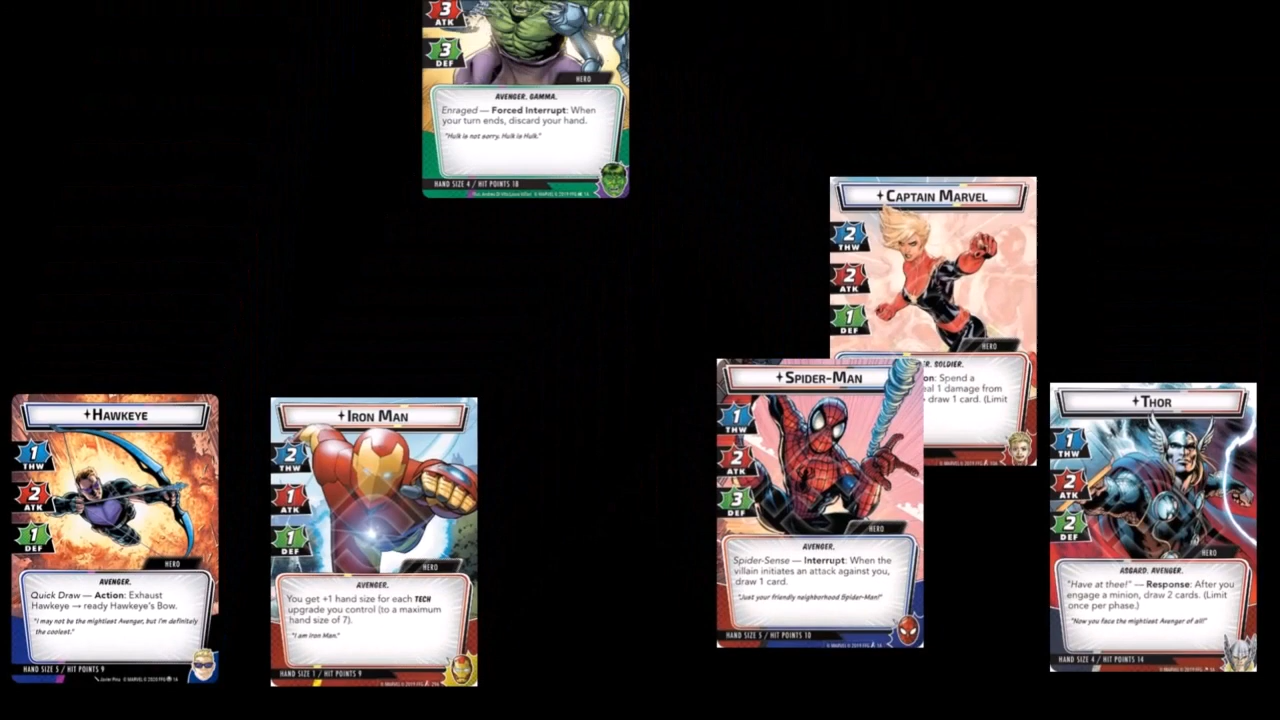 3
ATK
3
DEF
HERO
AVENGER. GAMMA.
Enraged — Forced Interrupt: When
your turn ends, discard your hand.
"Hulk is not sorry. Hulk is Hulk."
HAND SIZE 4 / HIT POINTS 18
CAPTAIN MARVEL
2
THW
2
ATK
1
DEF
HERO
SOLDIER.
on: Spend a
eal 1 damage from
draw 1 card. (Limit
SPIDER-MAN
1
THW
2
ATK
3
DEF
HERO
AVENGER.
Spider-Sense — Interrupt: When the
villain initiates an attack against you,
draw 1 card.
"Just your friendly neighborhood Spider-Man!"
HAND SIZE 5 / HIT POINTS 10
THOR
1
THW
2
ATK
2
DEF
HERO
ASGARD. AVENGER.
"Have at thee!" — Response: After you
engage a minion, draw 2 cards. (Limit
once per phase.)
"Now you face the mightiest Avenger of all!"
HAND SIZE 4 / HIT POINTS 14
HAWKEYE
1
THW
2
ATK
1
DEF
HERO
AVENGER.
Quick Draw — Action: Exhaust
Hawkeye → ready Hawkeye's Bow.
"I may not be the mightiest Avenger, but I'm definitely
the coolest."
HAND SIZE 5 / HIT POINTS 9
IRON MAN
2
THW
1
ATK
1
DEF
HERO
AVENGER.
You get +1 hand size for each TECH
upgrade you control (to a maximum
hand size of 7).
"I am Iron Man."
HAND SIZE 1 / HIT POINTS 9